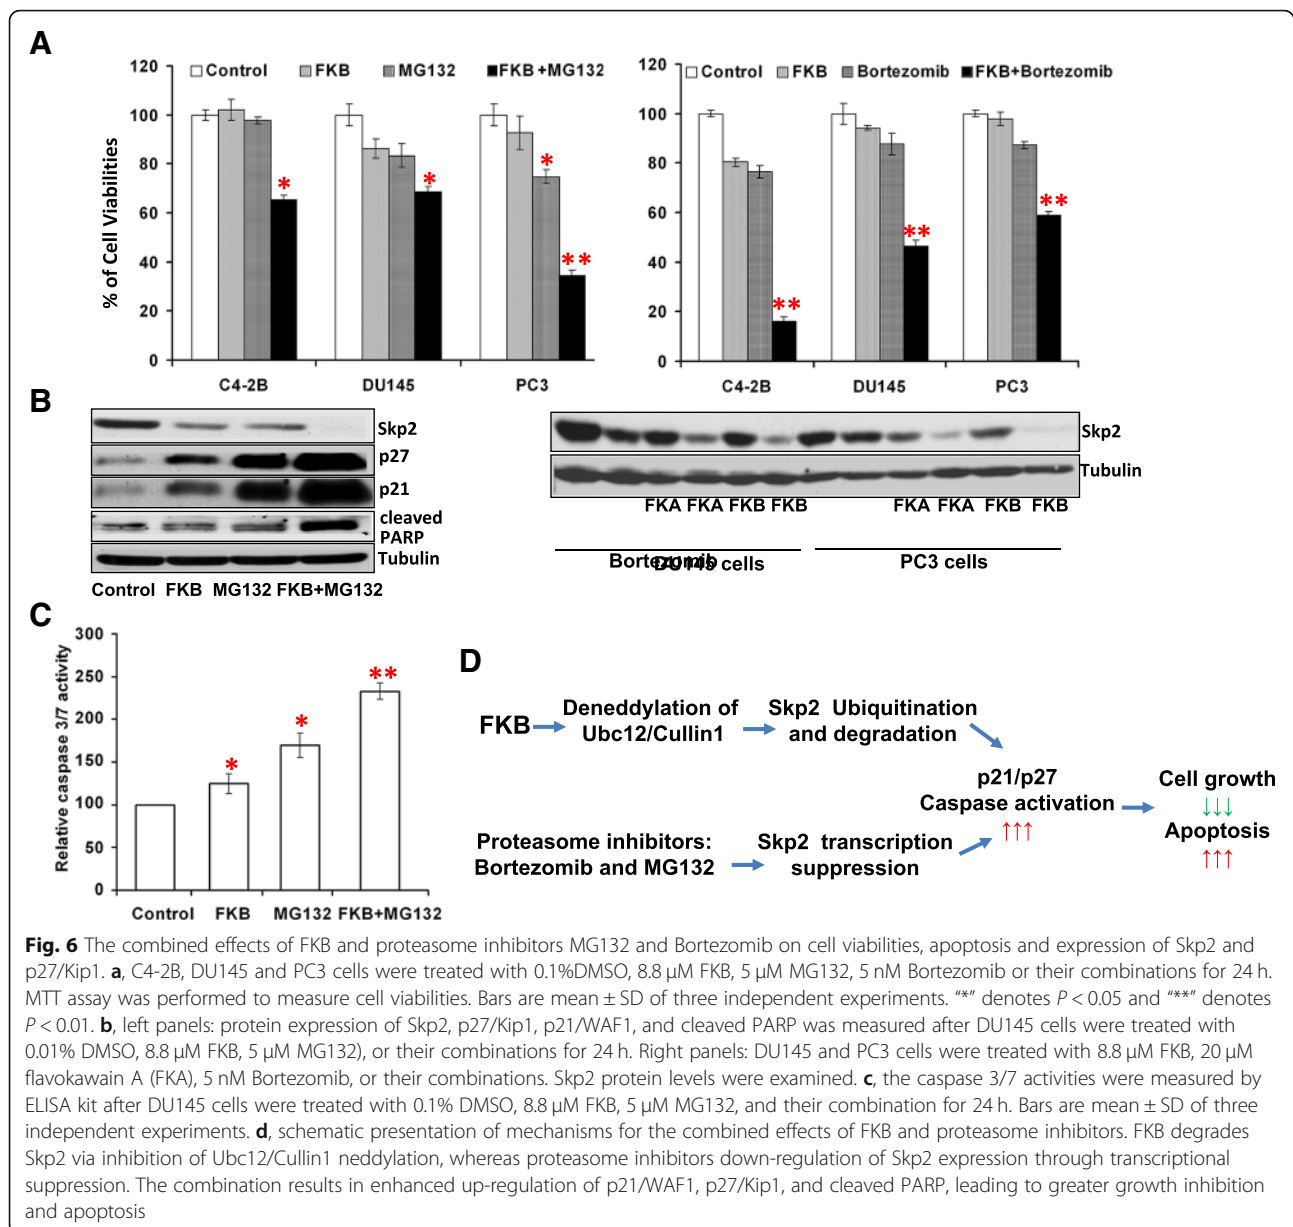 A
120
100
80
60
40
20
0
% of Cell Viabilities
Control FKB MG132 FKB+MG132
*
*
*
**
C4-2B DU145 PC3
120
100
80
60
40
20
0
Control FKB Bortezomib FKB+Bortezomib
**
**
**
C4-2B DU145 PC3
B
Skp2
p27
p21
cleaved
PARP
Tubulin
Control FKB MG132 FKB+MG132
Skp2
Tubulin
FKA FKA FKB FKB FKA FKA FKB FKB
Bortezomib
DU145 cells
PC3 cells
C
300
250
200
150
100
50
0
Relative caspase 3/7 activity
*
*
**
Control FKB MG132 FKB+MG132
D
FKB
Deneddylation of
Ubc12/Cullin1
Skp2 Ubiquitination
and degradation
p21/p27
Caspase activation
↑↑↑
Cell growth
↓↓↓
Apoptosis
↑↑↑
Proteasome inhibitors:
Bortezomib and MG132
Skp2 transcription
suppression
Fig. 6 The combined effects of FKB and proteasome inhibitors MG132 and Bortezomib on cell viabilities, apoptosis and expression of Skp2 and
p27/Kip1. a, C4-2B, DU145 and PC3 cells were treated with 0.1%DMSO, 8.8 μM FKB, 5 μM MG132, 5 nM Bortezomib or their combinations for 24 h.
MTT assay was performed to measure cell viabilities. Bars are mean ± SD of three independent experiments. “*” denotes P < 0.05 and “**” denotes
P < 0.01. b, left panels: protein expression of Skp2, p27/Kip1, p21/WAF1, and cleaved PARP was measured after DU145 cells were treated with
0.01% DMSO, 8.8 μM FKB, 5 μM MG132), or their combinations for 24 h. Right panels: DU145 and PC3 cells were treated with 8.8 μM FKB, 20 μM
flavokawain A (FKA), 5 nM Bortezomib, or their combinations. Skp2 protein levels were examined. c, the caspase 3/7 activities were measured by
ELISA kit after DU145 cells were treated with 0.1% DMSO, 8.8 μM FKB, 5 μM MG132, and their combination for 24 h. Bars are mean ± SD of three
independent experiments. d, schematic presentation of mechanisms for the combined effects of FKB and proteasome inhibitors. FKB degrades
Skp2 via inhibition of Ubc12/Cullin1 neddylation, whereas proteasome inhibitors down-regulation of Skp2 expression through transcriptional
suppression. The combination results in enhanced up-regulation of p21/WAF1, p27/Kip1, and cleaved PARP, leading to greater growth inhibition
and apoptosis